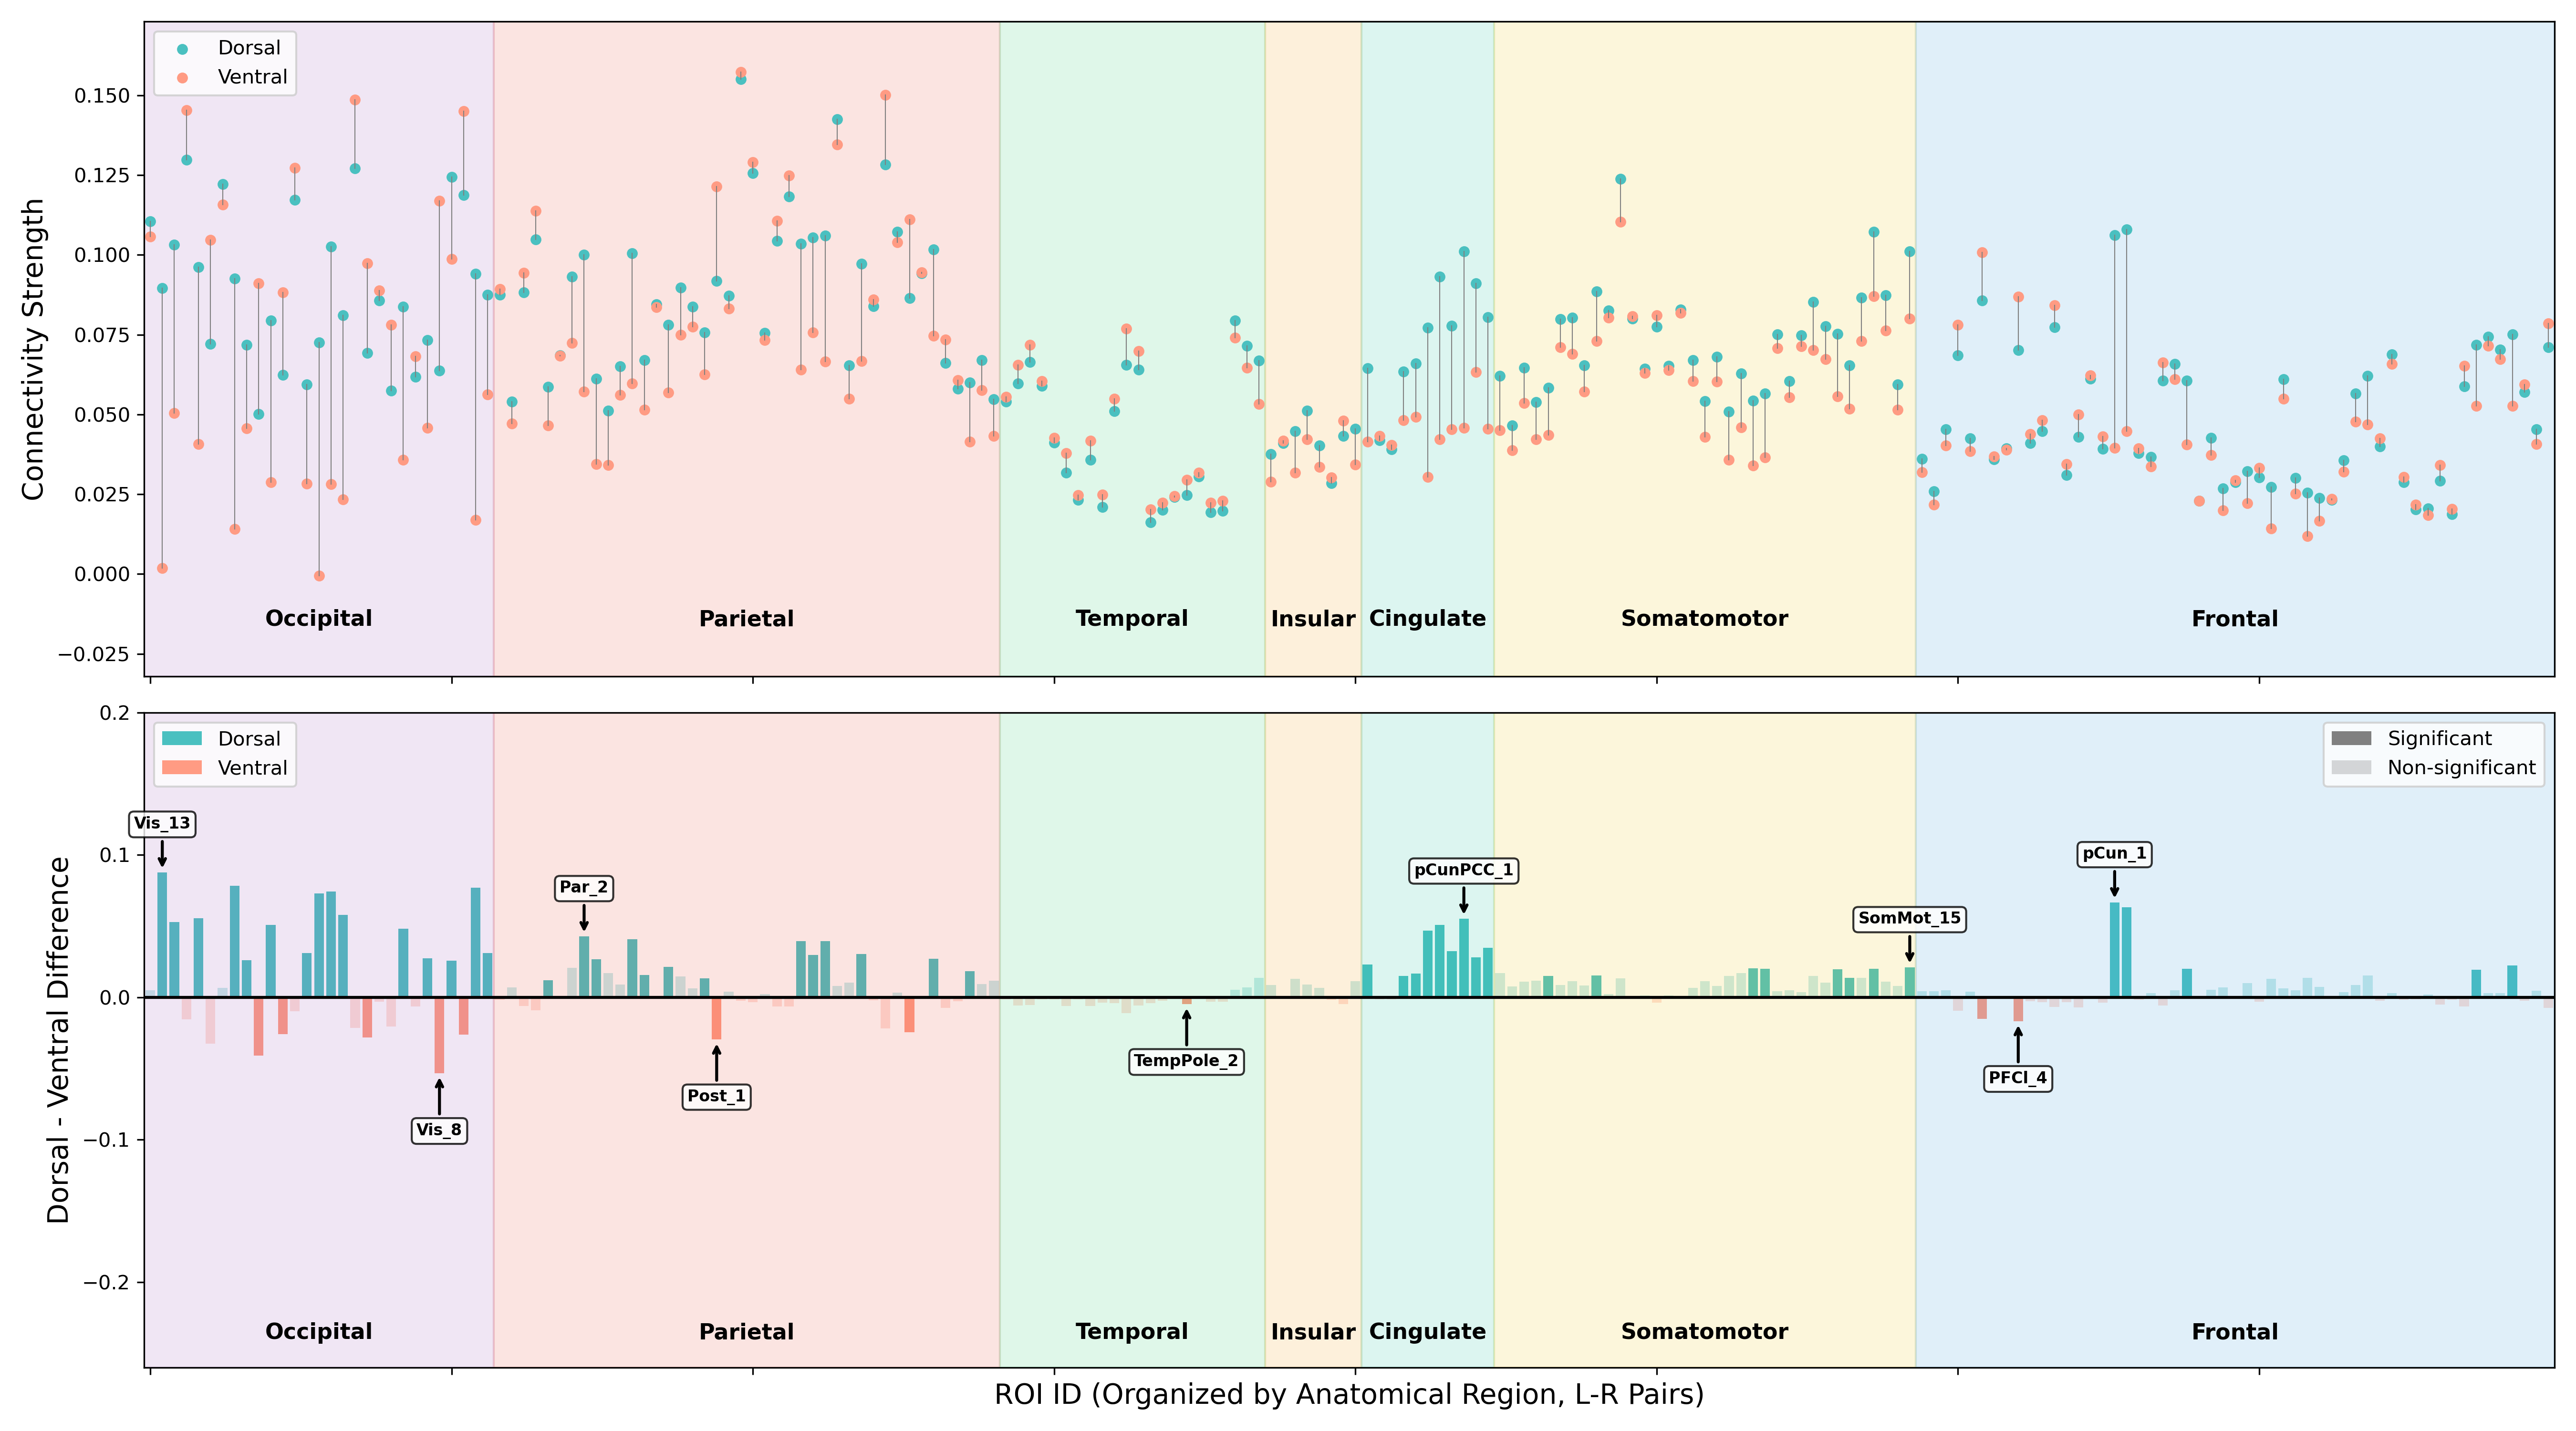 Dorsal
Ventral
Connectivity Strength
0.150
0.125
0.100
0.075
0.050
0.025
0.000
−0.025
Occipital
Parietal
Temporal
Insular
Cingulate
Somatomotor
Frontal
Dorsal
Ventral
Significant
Non-significant
Dorsal - Ventral Difference
0.2
0.1
0.0
−0.1
−0.2
Vis_13
Vis_8
Par_2
Post_1
TempPole_2
pCunPCC_1
SomMot_15
pCun_1
PFCl_4
Occipital
Parietal
Temporal
Insular
Cingulate
Somatomotor
Frontal
ROI ID (Organized by Anatomical Region, L-R Pairs)